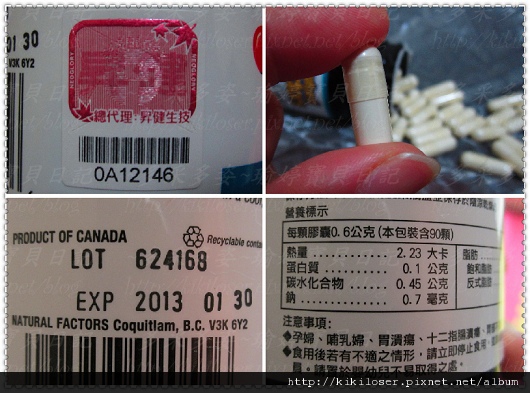 01 30
V3K 6Y2
KEOGLORY
總代理:昇健生技
0A12146
PRODUCT OF CANADA
Recyclable
LOT 624168
EXP 2013 01 30
NATURAL FACTORS Coquitlam, B.C. V3K 6Y2
營養標示
每顆膠囊0.6公克(本包裝含90顆)
熱量 2.23 大卡 脂肪
蛋白質 0.1 公克 飽和脂肪
碳水化合物 0.45 公克 反式脂肪
鈉 0.7 毫克
注意事項:
◆孕婦、哺乳婦、胃潰瘍、十二指腸潰瘍、
◆食用後若有不適之情形,請立即停止食用、
http://kikiloser.pixnet.net/album